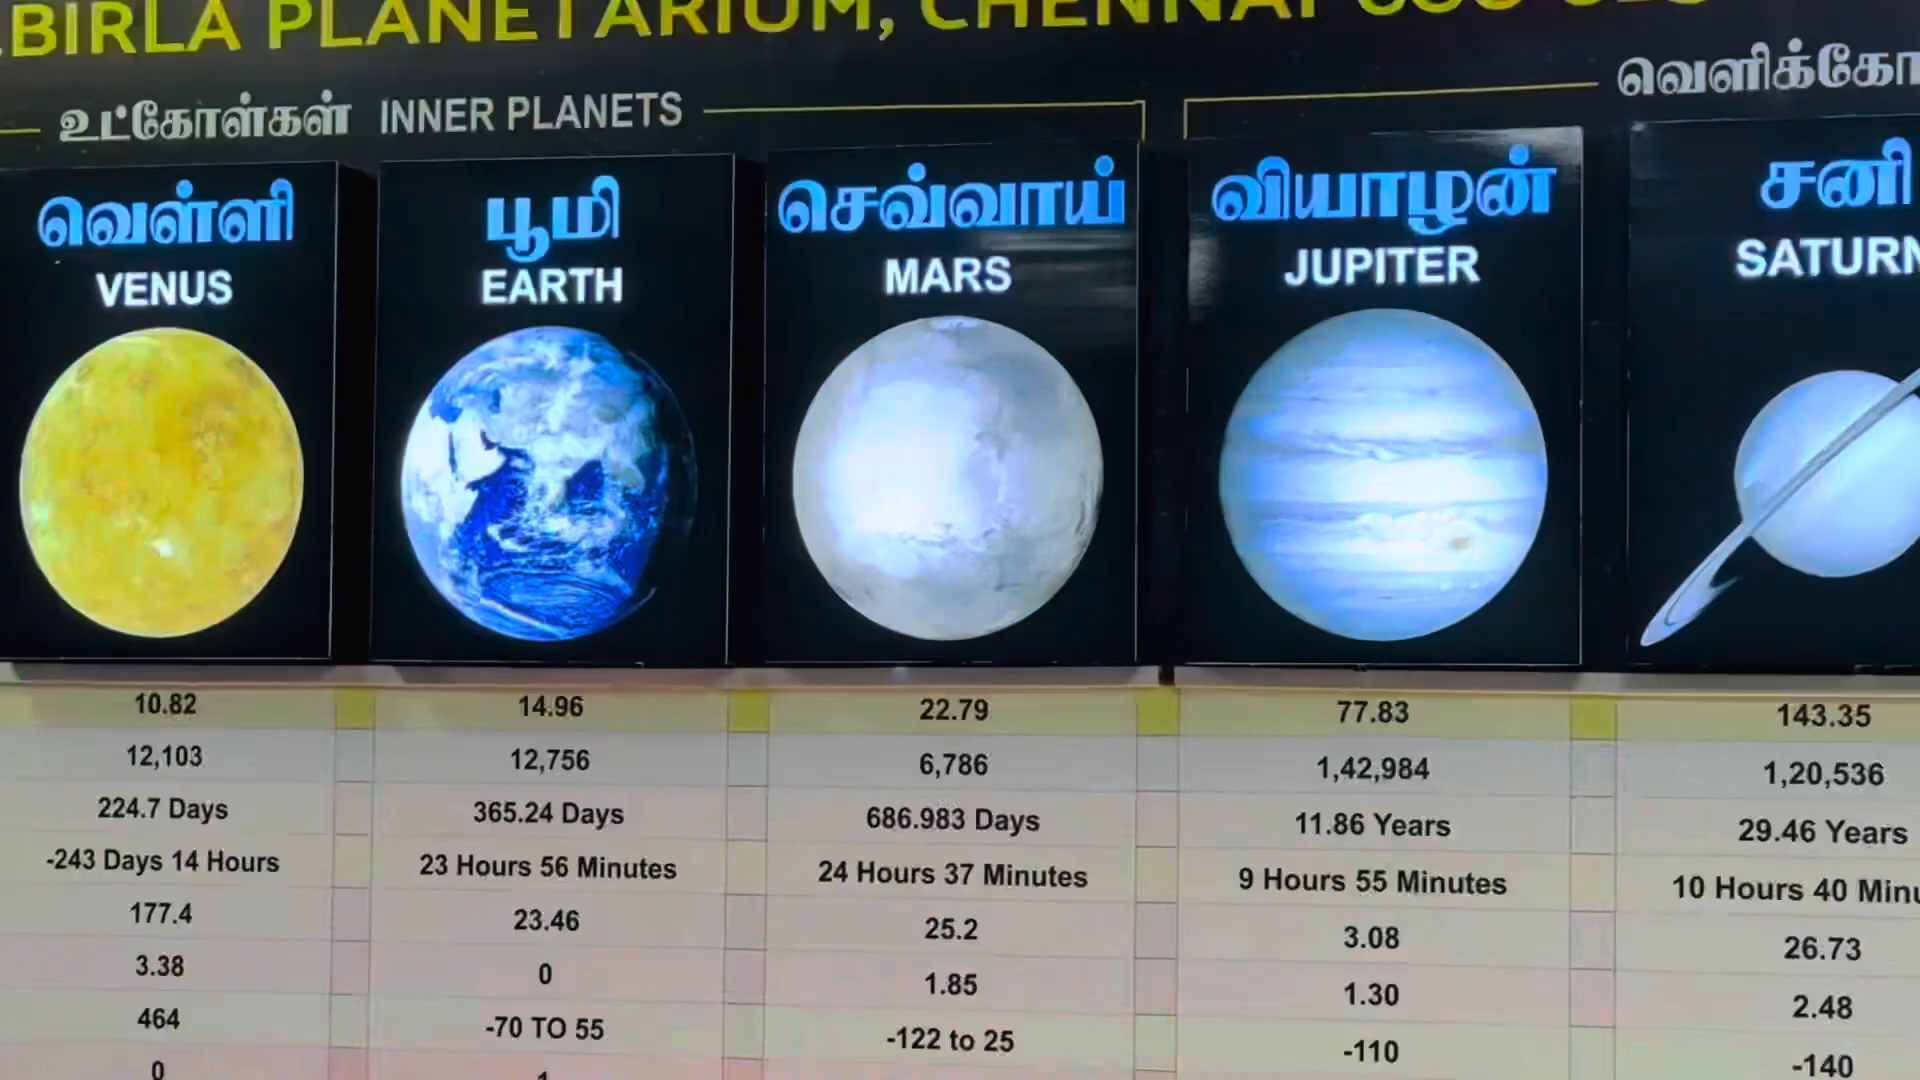 BIRLA PLANETARIUM, CHENNAI
உட்கோள்கள் INNER PLANETS
வெள்ளி
VENUS
பூமி
EARTH
செவ்வாய்
MARS
வியாழன்
JUPITER
சனி
SATURN
10.82 14.96 22.79 77.83 143.35
12,103 12,756 6,786 1,42,984 1,20,536
224.7 Days 365.24 Days 686.983 Days 11.86 Years 29.46 Years
-243 Days 14 Hours 23 Hours 56 Minutes 24 Hours 37 Minutes 9 Hours 55 Minutes 10 Hours 40
177.4 23.46 25.2 3.08 26.73
3.38 0 1.85 1.30 2.48
464 -70 TO 55 -122 to 25 -110 -140
0